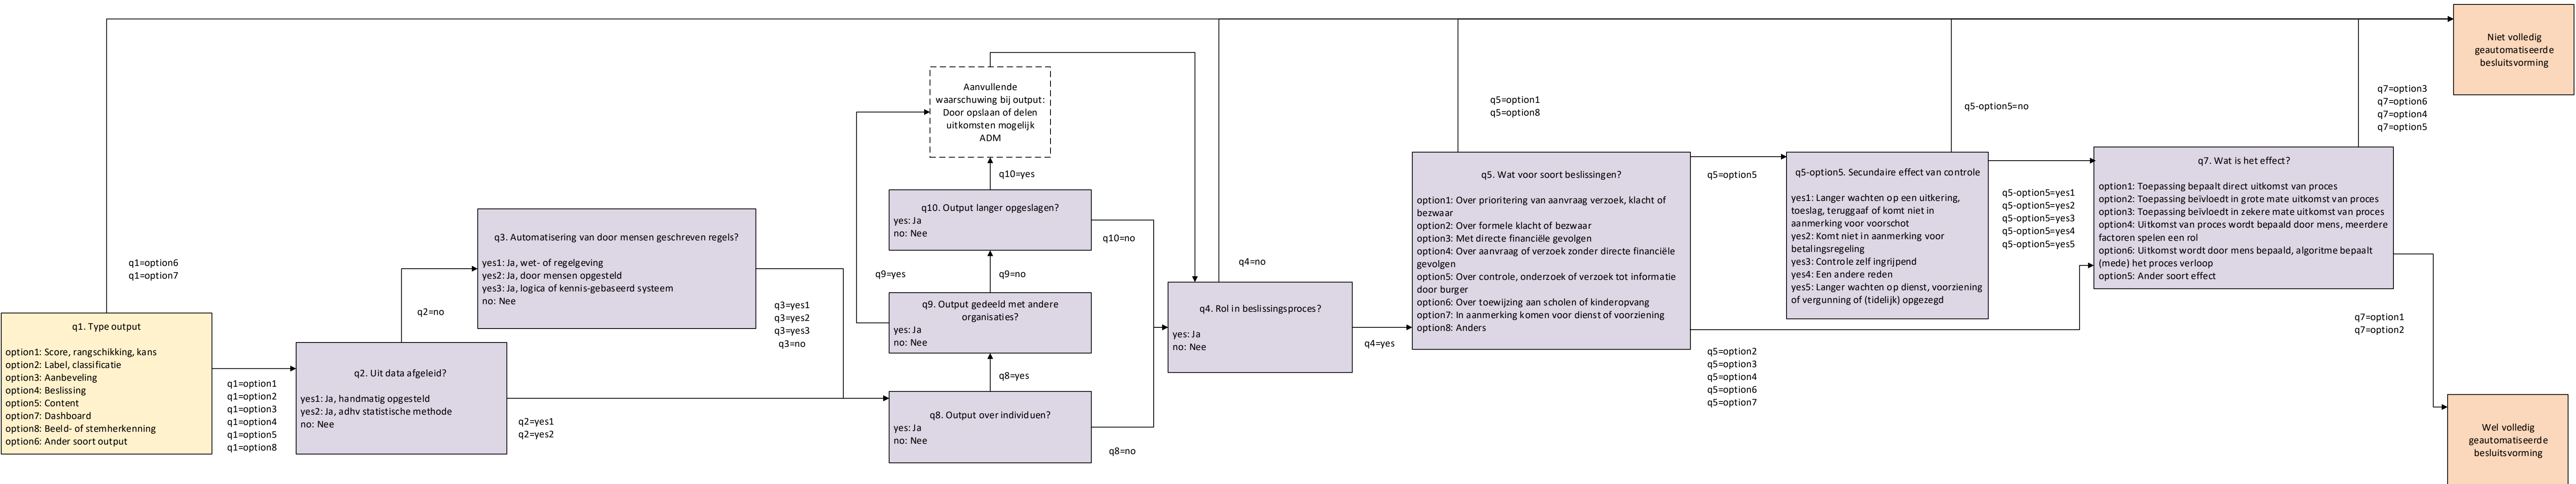 q1. Type output
option1: Score, rangschikking, kans
option2: Label, classificatie
option3: Aanbeveling
option4: Beslissing
option5: Content
option7: Dashboard
option8: Beeld- of stemherkenning
option6: Ander soort output
q1=option6
q1=option7
q1=option1
q1=option2
q1=option3
q1=option4
q1=option5
q1=option8
q2. Uit data afgeleid?
yes1: Ja, handmatig opgesteld
yes2: Ja, adhv statistische methode
no: Nee
q2=no
q2=yes1
q2=yes2
q3. Automatisering van door mensen geschreven regels?
yes1: Ja, wet- of regelgeving
yes2: Ja, door mensen opgesteld
yes3: Ja, logica of kennis-gebaseerd systeem
no: Nee
q3=yes1
q3=yes2
q3=yes3
q3=no
Aanvullende
waarschuwing bij output:
Door opslaan of delen
uitkomsten mogelijk
ADM
q10=yes
q10. Output langer opgeslagen?
yes: Ja
no: Nee
q10=no
q9=yes
q9=no
q9. Output gedeeld met andere
organisaties?
yes: Ja
no: Nee
q8=yes
q8. Output over individuen?
yes: Ja
no: Nee
q8=no
q4=no
q4. Rol in beslissingsproces?
yes: Ja
no: Nee
q4=yes
q5=option1
q5=option8
q5. Wat voor soort beslissingen?
option1: Over prioritering van aanvraag verzoek, klacht of
bezwaar
option2: Over formele klacht of bezwaar
option3: Met directe financiële gevolgen
option4: Over aanvraag of verzoek zonder directe financiële
gevolgen
option5: Over controle, onderzoek of verzoek tot informatie
door burger
option6: Over toewijzing aan scholen of kinderopvang
option7: In aanmerking komen voor dienst of voorziening
option8: Anders
q5=option5
q5=option2
q5=option3
q5=option4
q5=option6
q5=option7
q5-option5=no
q5-option5. Secundaire effect van controle
yes1: Langer wachten op een uitkering,
toeslag, teruggaaf of komt niet in
aanmerking voor voorschot
yes2: Komt niet in aanmerking voor
betalingsregeling
yes3: Controle zelf ingrijpend
yes4: Een andere reden
yes5: Langer wachten op dienst, voorziening
of vergunning of (tidelijk) opgezegd
q5-option5=yes1
q5-option5=yes2
q5-option5=yes3
q5-option5=yes4
q5-option5=yes5
q7=option3
q7=option6
q7=option4
q7=option5
q7. Wat is het effect?
option1: Toepassing bepaalt direct uitkomst van proces
option2: Toepassing beïvloedt in grote mate uitkomst van proces
option3: Toepassing beïvloedt in zekere mate uitkomst van proces
option4: Uitkomst van proces wordt bepaald door mens, meerdere
factoren spelen een rol
option6: Uitkomst wordt door mens bepaald, algoritme bepaalt
(mede) het proces verloop
option5: Ander soort effect
q7=option1
q7=option2
Niet volledig
geautomatiseerde
besluitsvorming
Wel volledig
geautomatiseerde
besluitsvorming